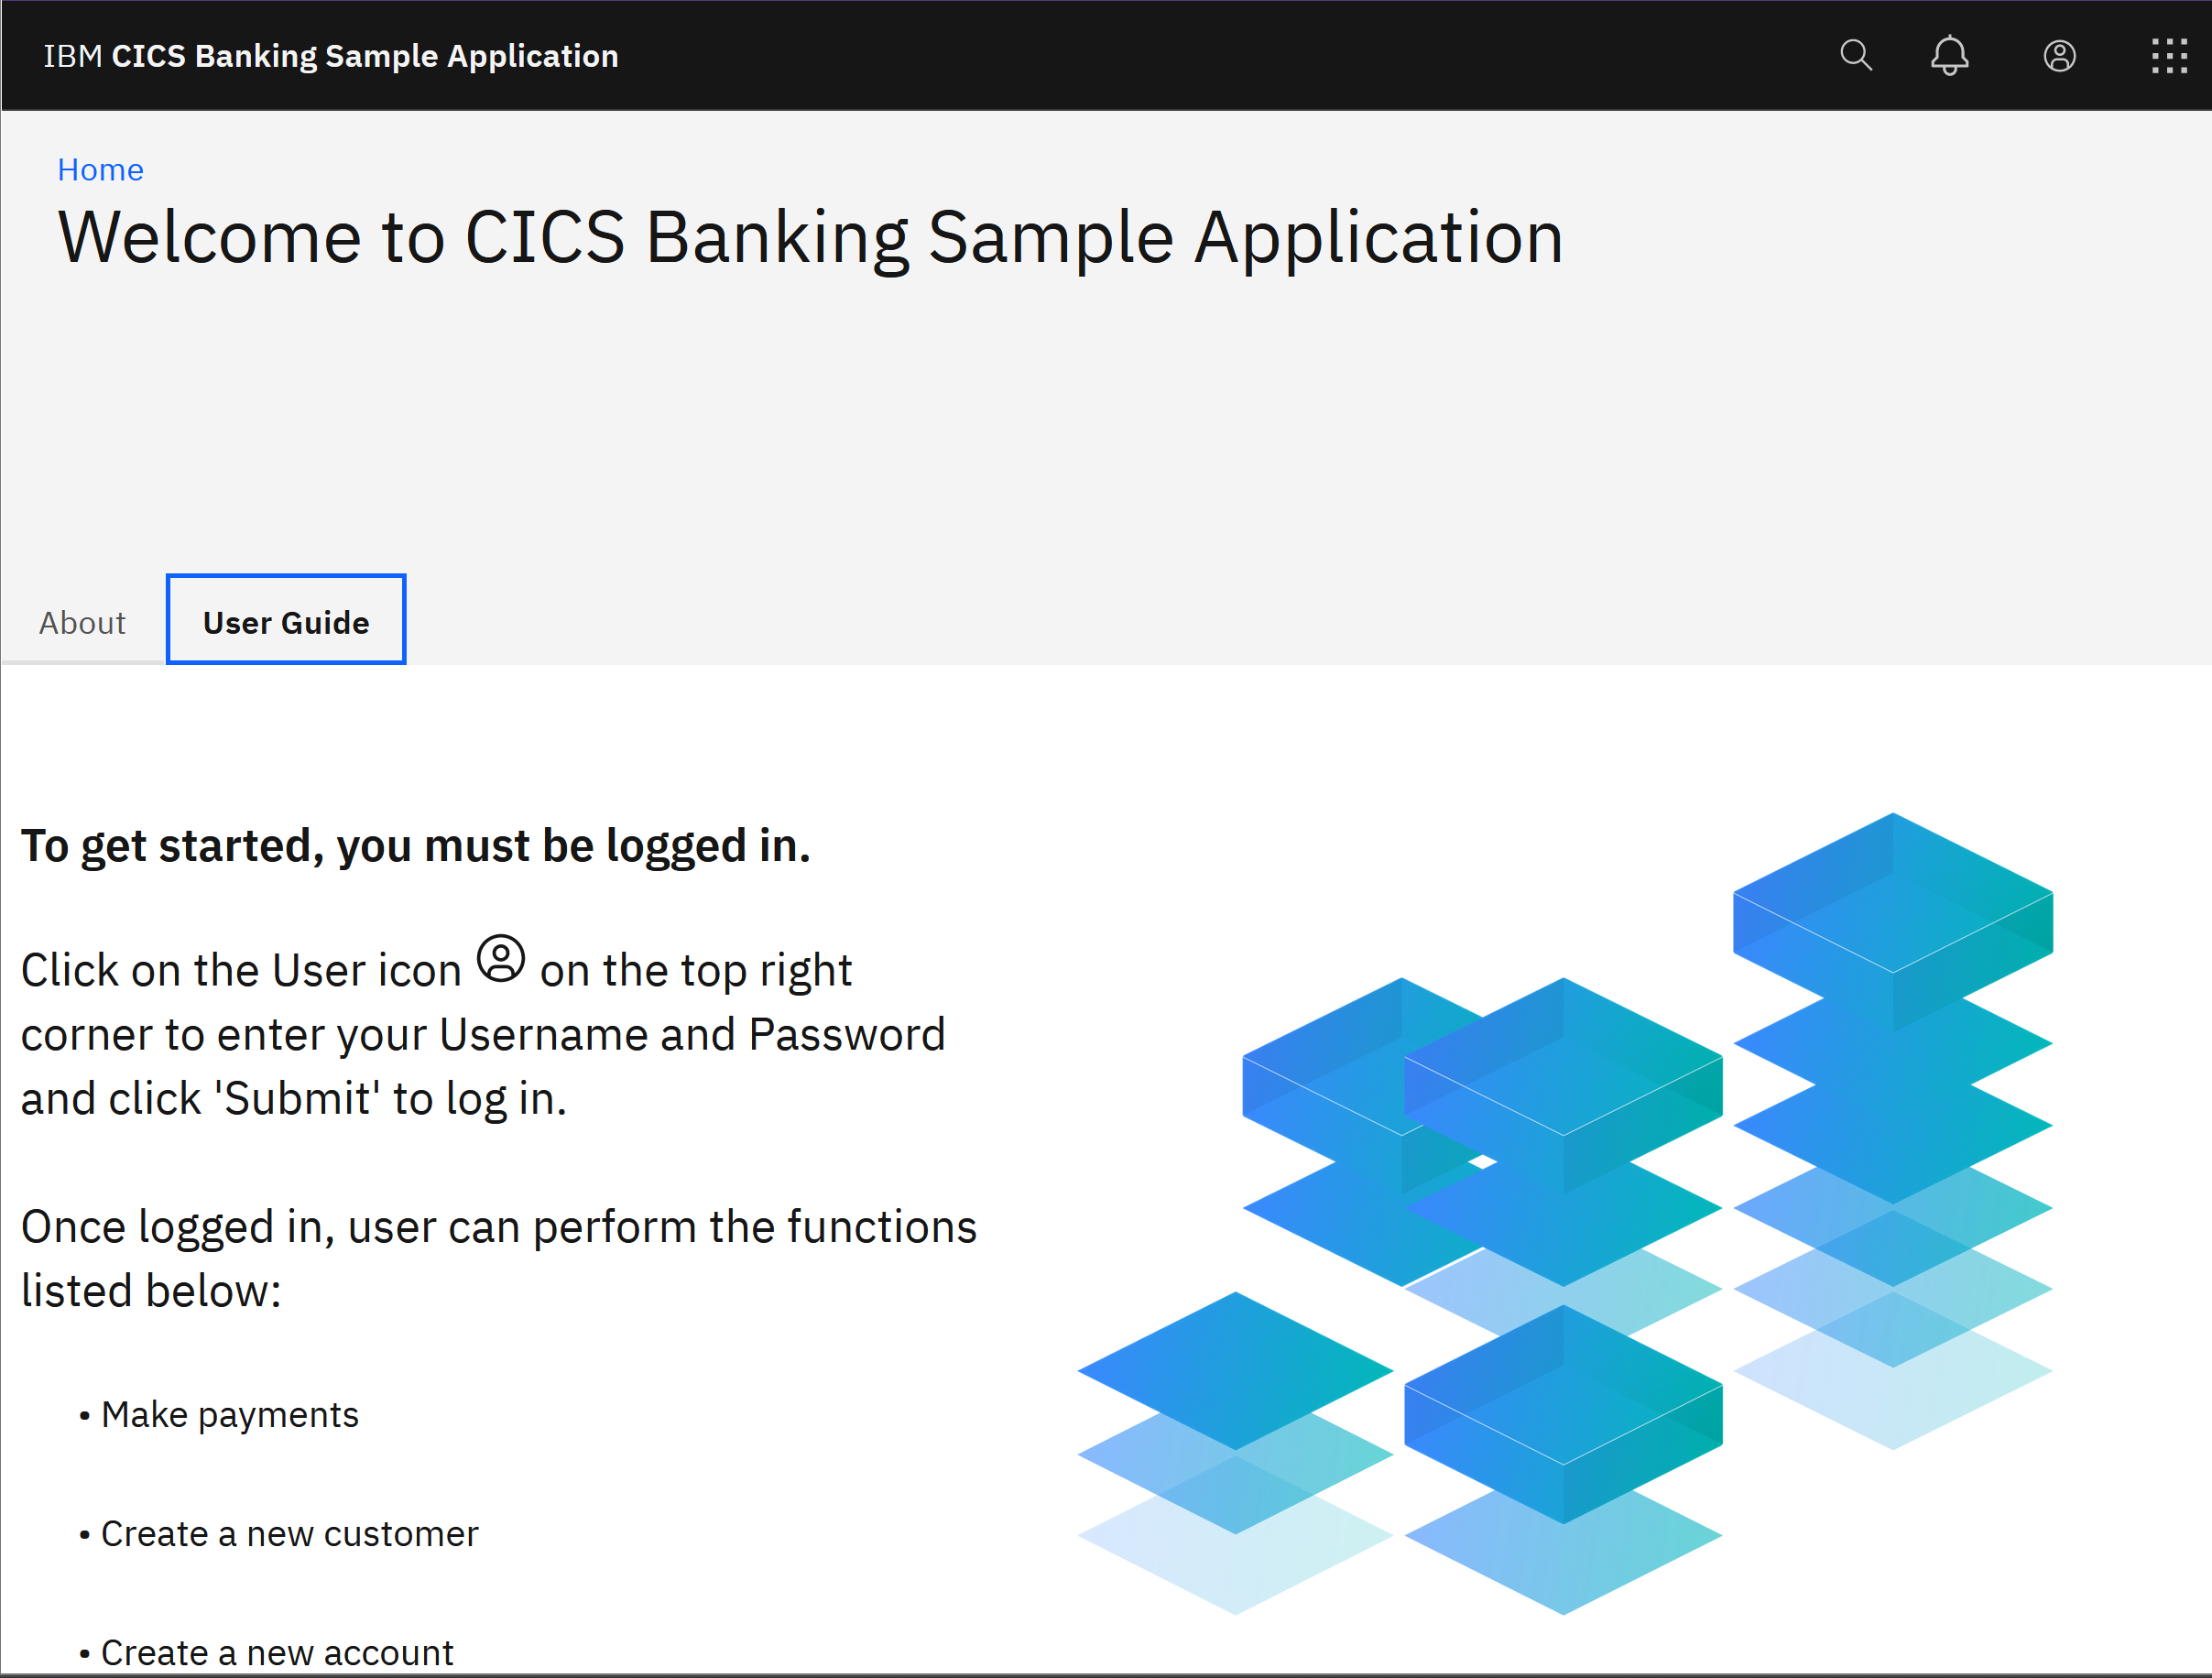 IBM CICS Banking Sample Application
Home
Welcome to CICS Banking Sample Application
About
User Guide
To get started, you must be logged in.
Click on the User icon on the top right
corner to enter your Username and Password
and click 'Submit' to log in.
Once logged in, user can perform the functions
listed below:
• Make payments
• Create a new customer
• Create a new account